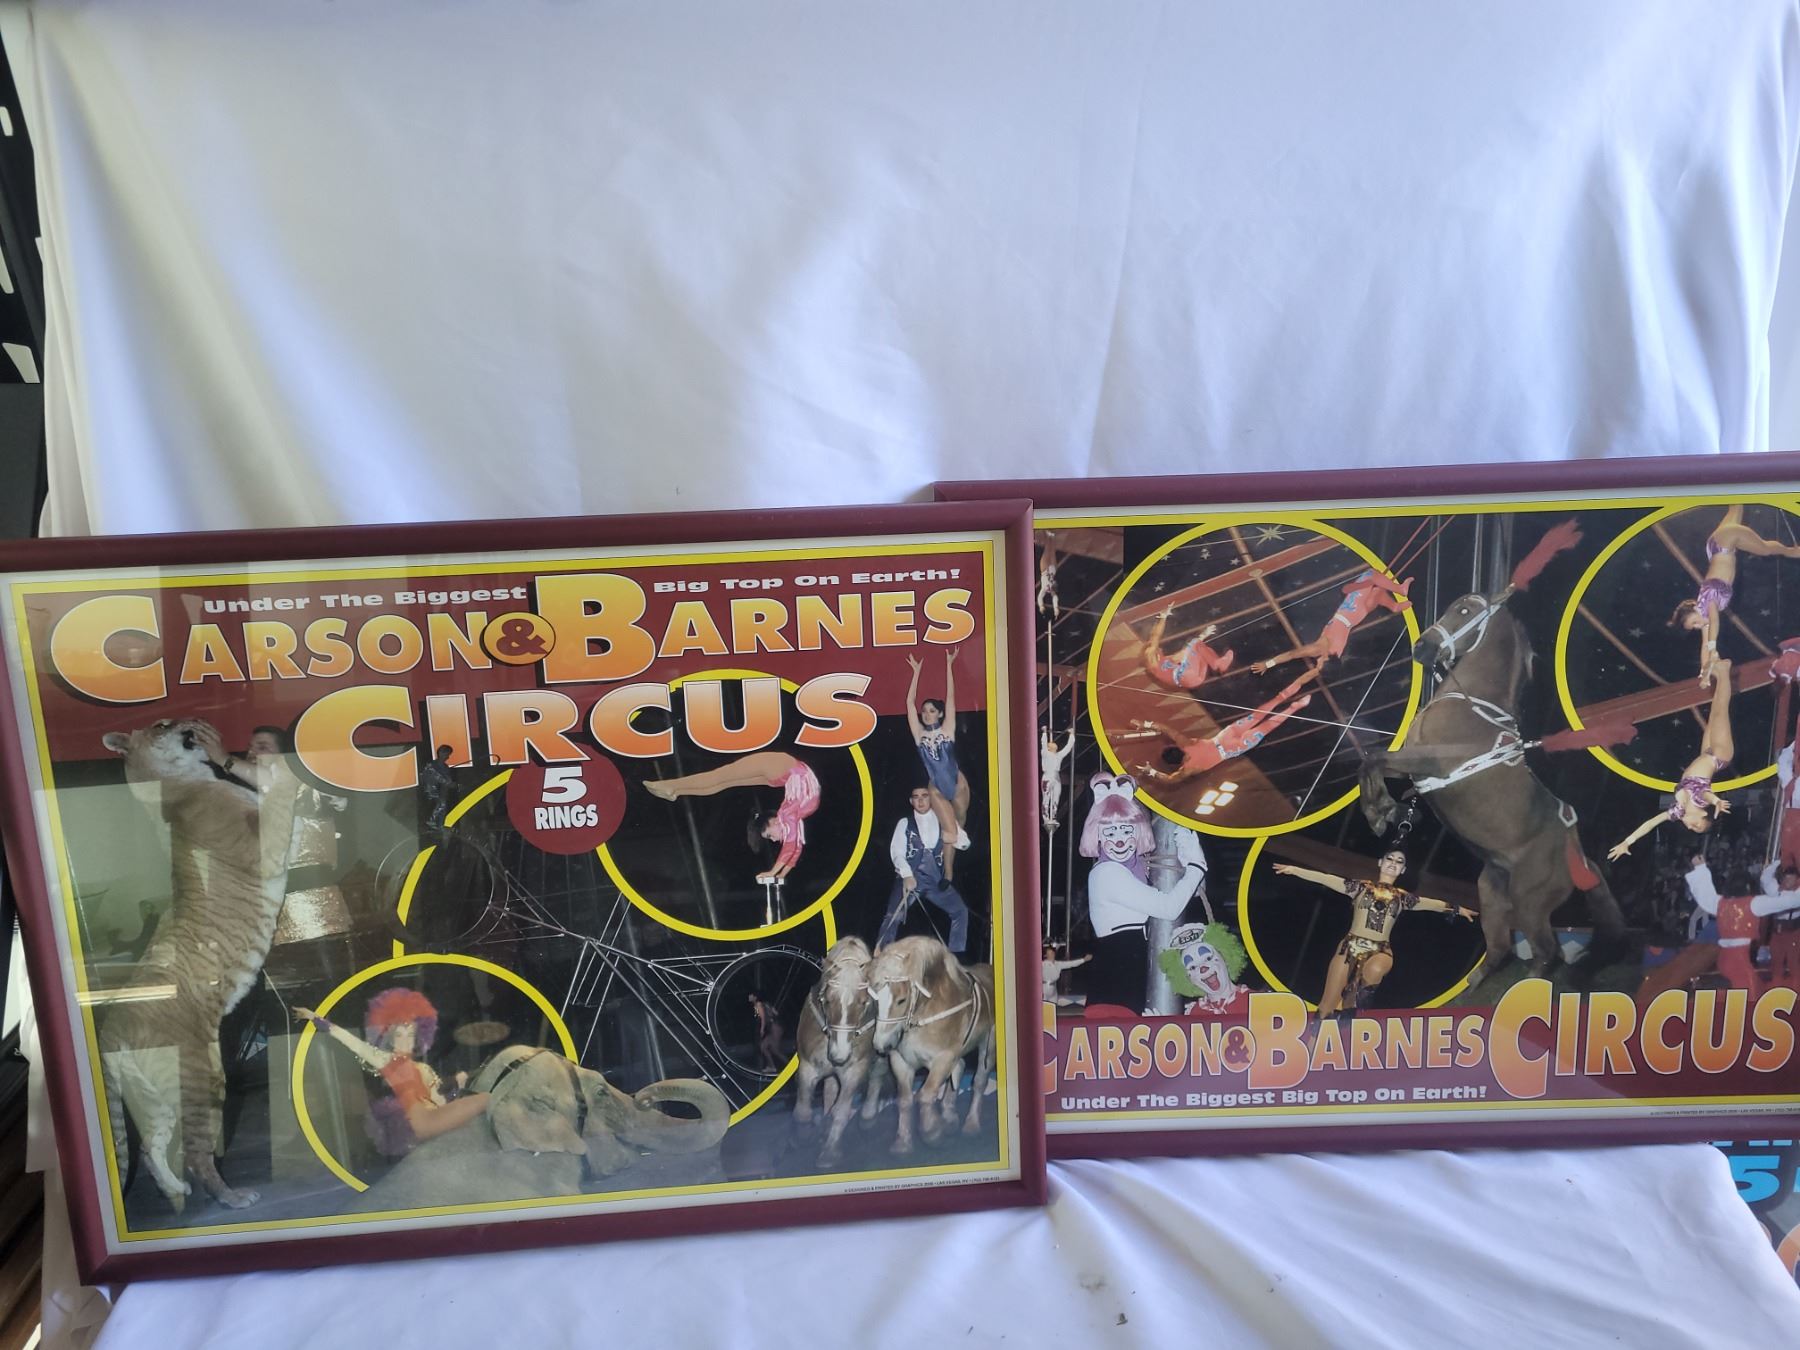 Under The Biggest Big Top On Earth!
CARSON & BARNES
CIRCUS
5
RINGS
CARSON & BARNES CIRCUS
Under The Biggest Big Top On Earth!
5